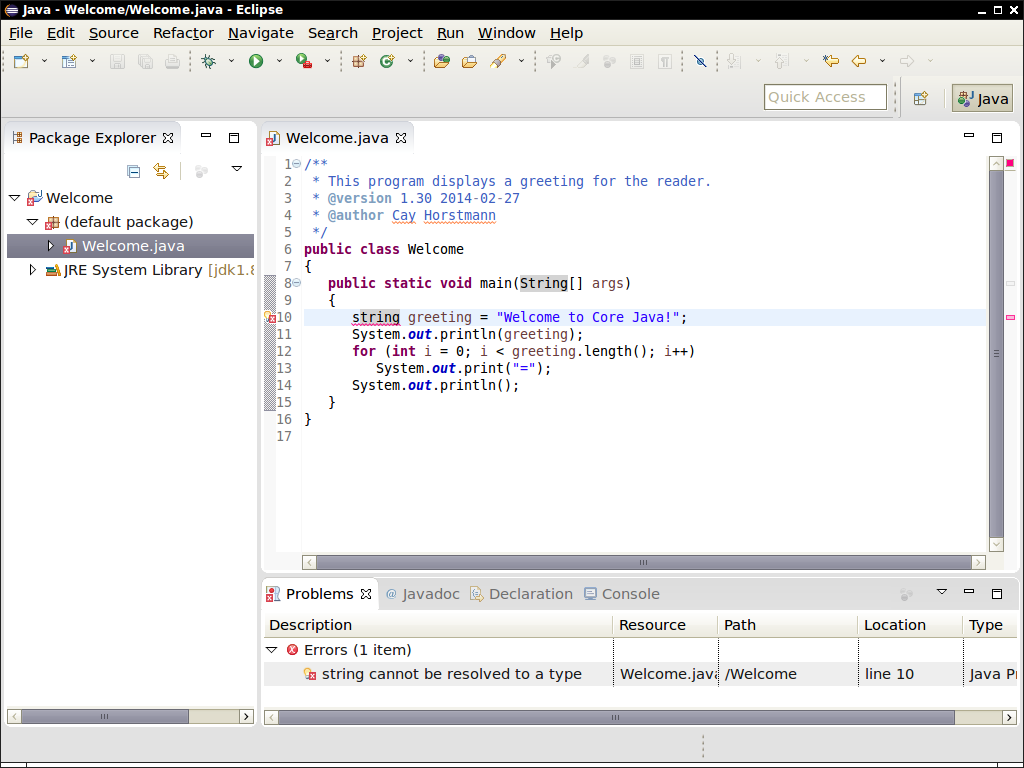 Java - Welcome/Welcome.java - Eclipse
File Edit Source Refactor Navigate Search Project Run Window Help
Quick Access
Java
Package Explorer
Welcome
(default package)
Welcome.java
JRE System Library [jdk1.8
Welcome.java
1 /**
2 * This program displays a greeting for the reader.
3 * @version 1.30 2014-02-27
4 * @author Cay Horstmann
5 */
6 public class Welcome
7 {
8 public static void main(String[] args)
9 {
10 string greeting = "Welcome to Core Java!";
11 System.out.println(greeting);
12 for (int i = 0; i < greeting.length(); i++)
13 System.out.print("=");
14 System.out.println();
15 }
16 }
17
Problems @ Javadoc Declaration Console
Description Resource Path Location Type
Errors (1 item)
string cannot be resolved to a type Welcome.java /Welcome line 10 Java Pr